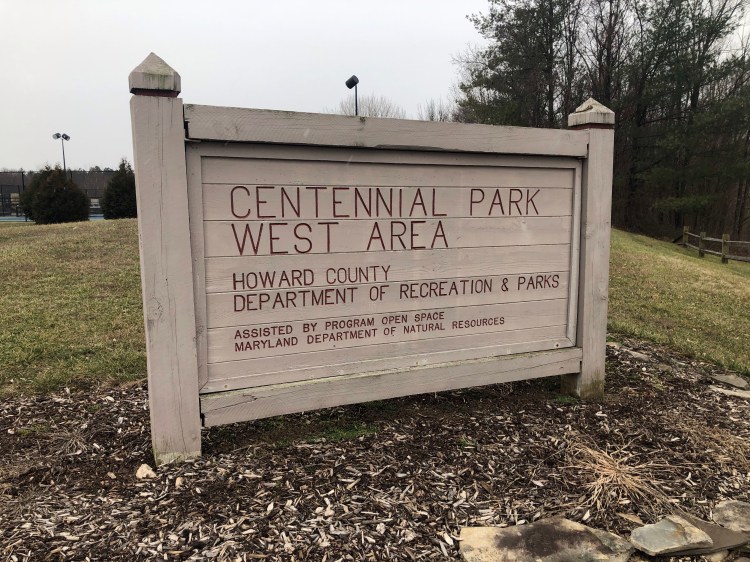 CENTENNIAL PARK
WEST AREA
HOWARD COUNTY
DEPARTMENT OF RECREATION & PARKS
ASSISTED BY PROGRAM OPEN SPACE
MARYLAND DEPARTMENT OF NATURAL RESOURCES